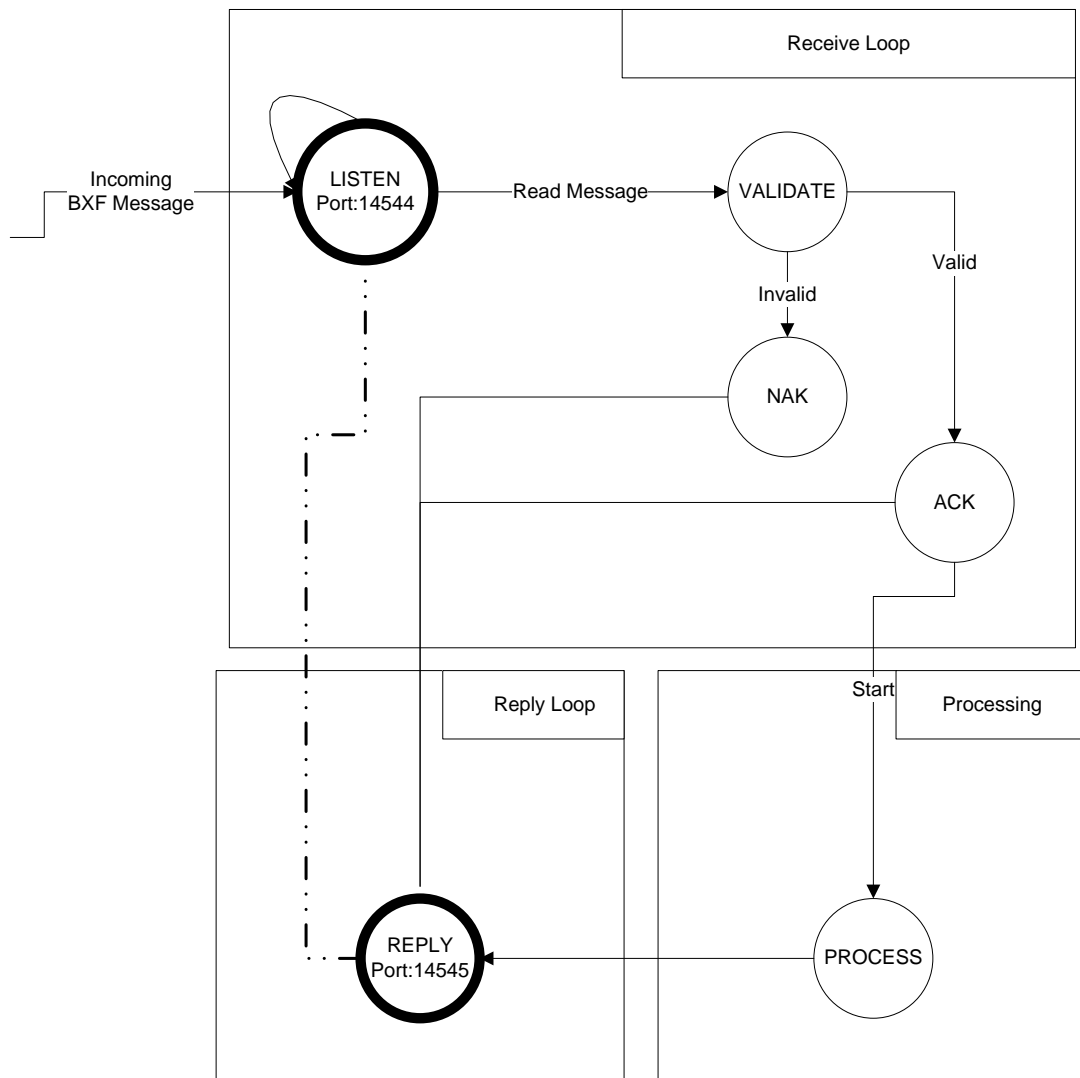 Receive Loop
Incoming
BXF Message
LISTEN
Port:14544
Read Message
VALIDATE
Valid
Invalid
NAK
ACK
Start
Reply Loop
Processing
REPLY
Port:14545
PROCESS